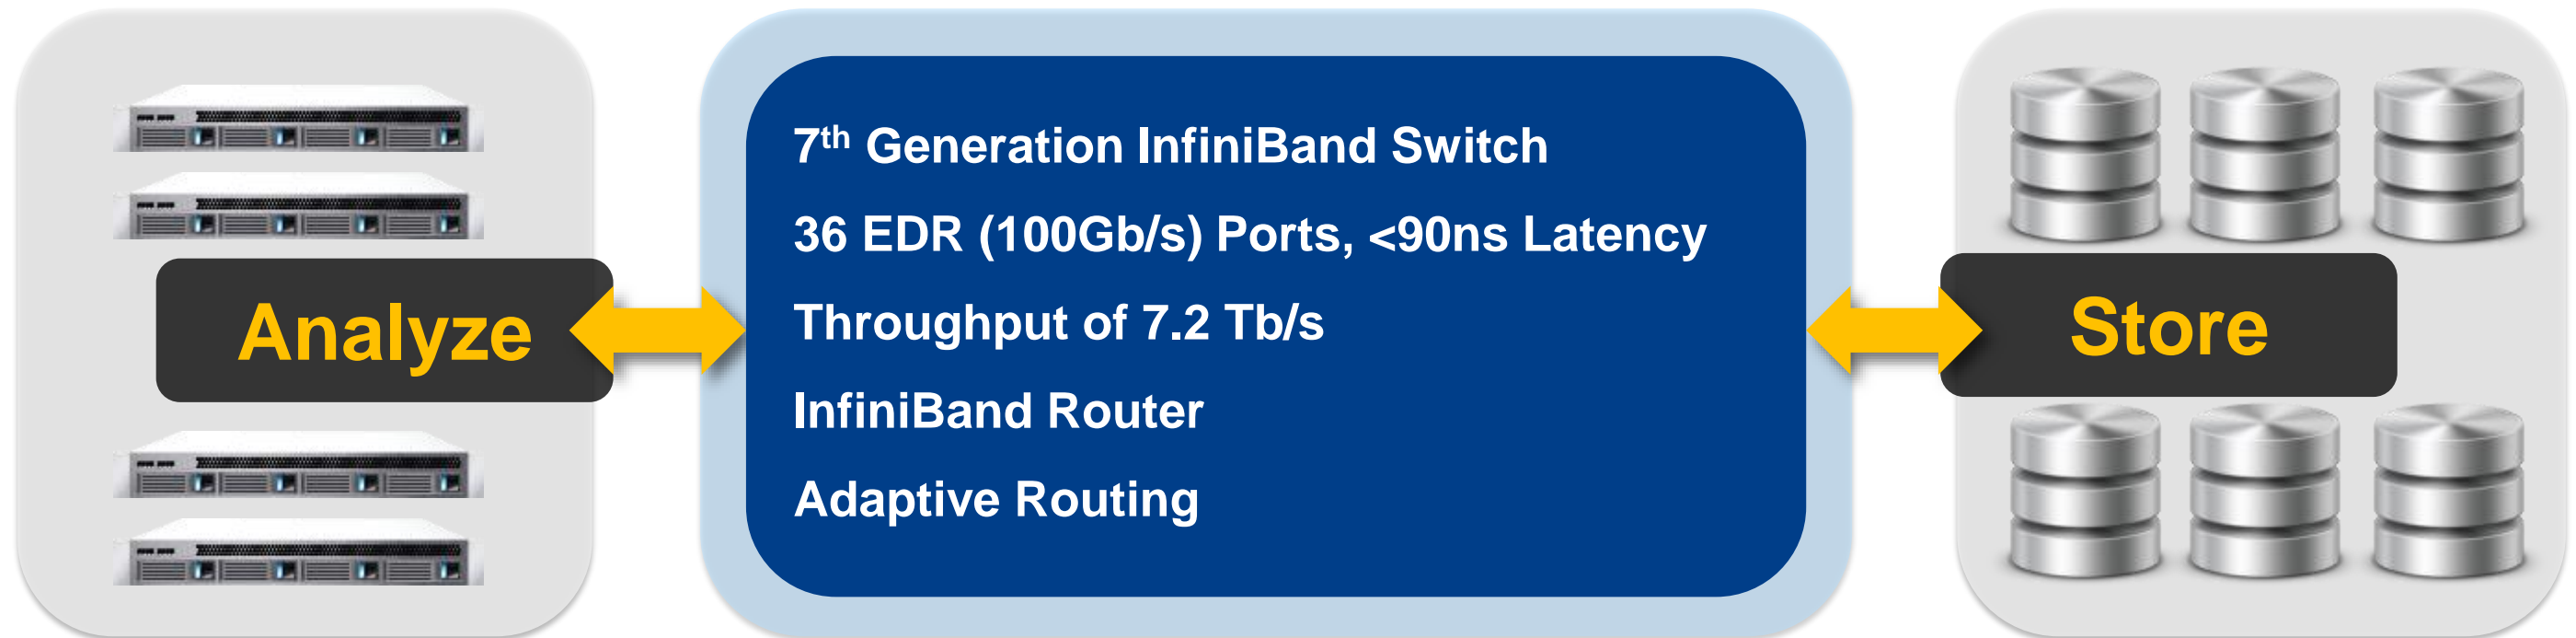 Analyze
7th Generation InfiniBand Switch
36 EDR (100Gb/s) Ports, <90ns Latency
Throughput of 7.2 Tb/s
InfiniBand Router
Adaptive Routing
Store